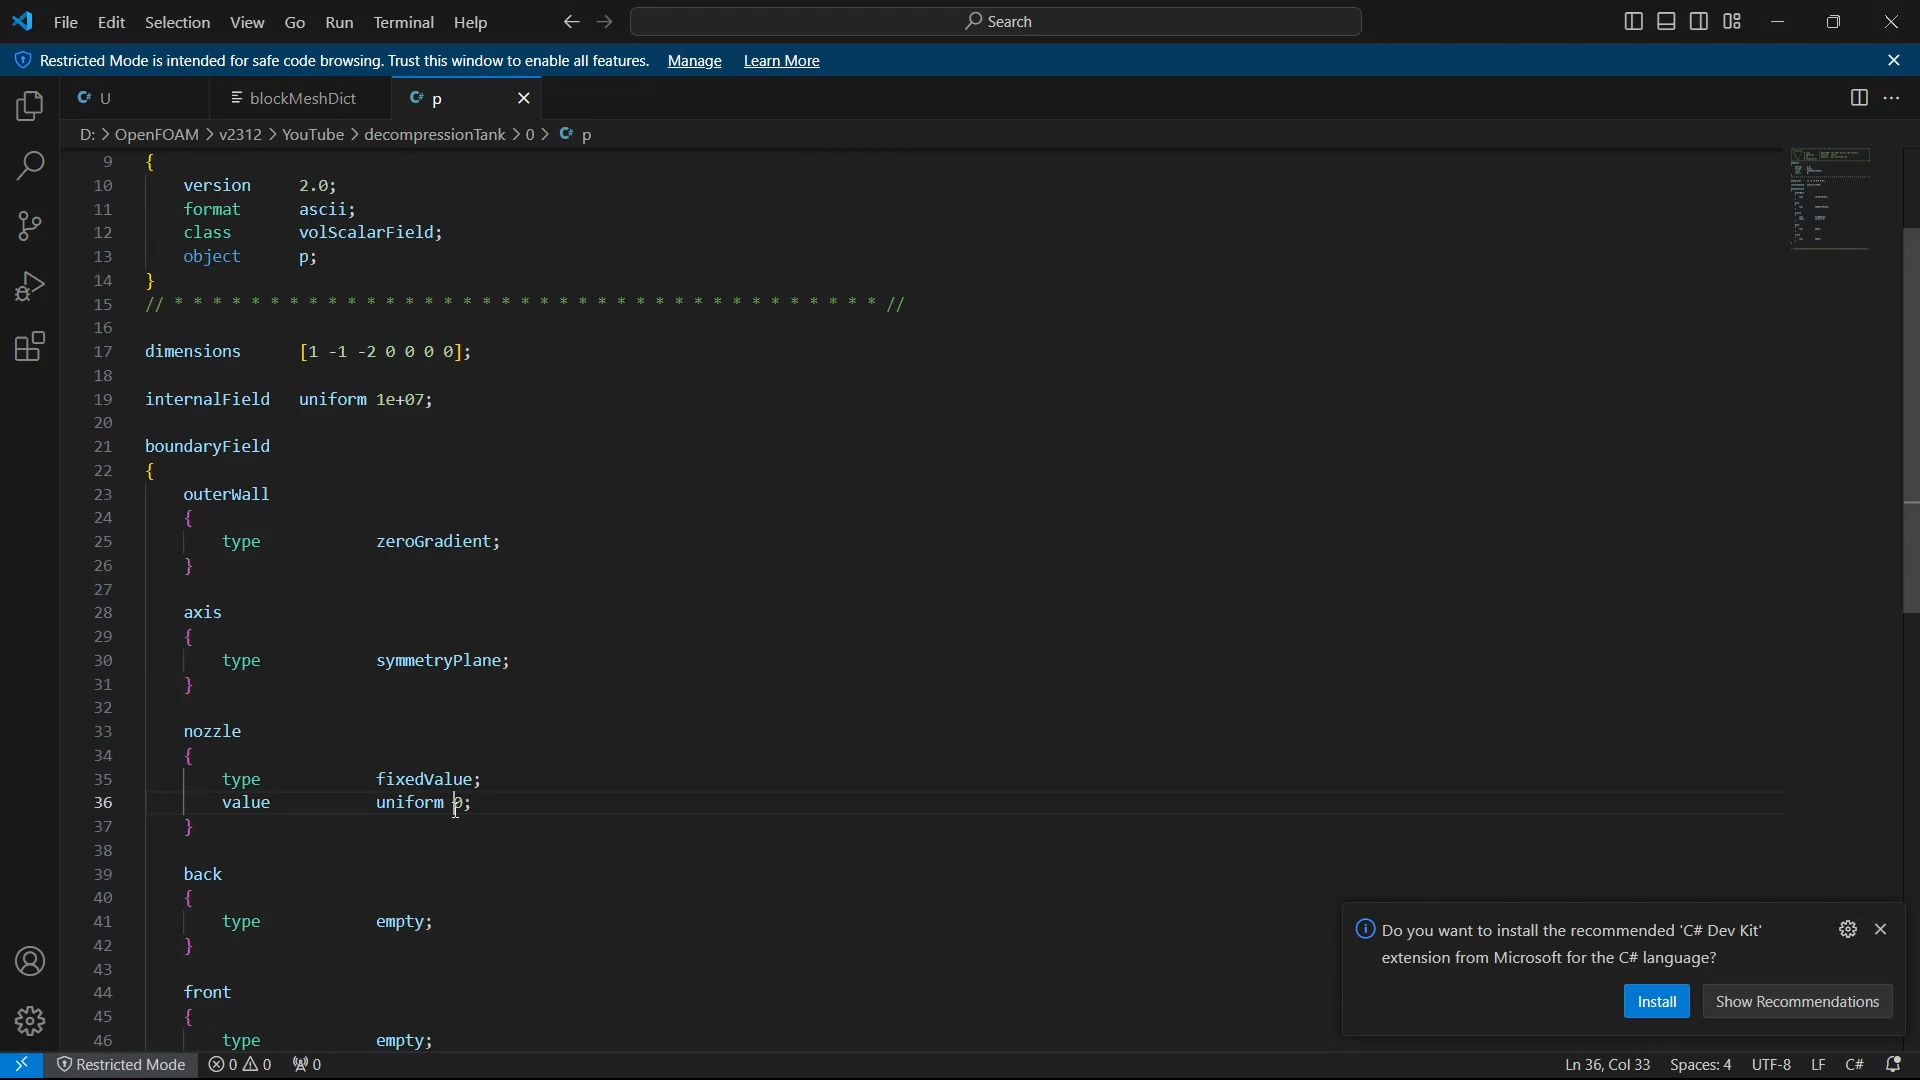 File Edit Selection View Go Run Terminal Help Search
Restricted Mode is intended for safe code browsing. Trust this window to enable all features. Manage Learn More
C# U blockMeshDict C# p
D: > OpenFOAM > v2312 > YouTube > decompressionTank > 0 > C# p
9 {
10 version 2.0;
11 format ascii;
12 class volScalarField;
13 object p;
14 }
15 // * * * * * * * * * * * * * * * * * * * * * * * * * * * * * * * * * * * * * //
16
17 dimensions [1 -1 -2 0 0 0 0];
18
19 internalField uniform 1e+07;
20
21 boundaryField
22 {
23 outerWall
24 {
25 type zeroGradient;
26 }
27
28 axis
29 {
30 type symmetryPlane;
31 }
32
33 nozzle
34 {
35 type fixedValue;
36 value uniform 0;
37 }
38
39 back
40 {
41 type empty;
42 }
43
44 front
45 {
46 type empty;
Do you want to install the recommended 'C# Dev Kit'
extension from Microsoft for the C# language?
Install Show Recommendations
Restricted Mode 0 0 0 Ln 36, Col 33 Spaces: 4 UTF-8 LF C#